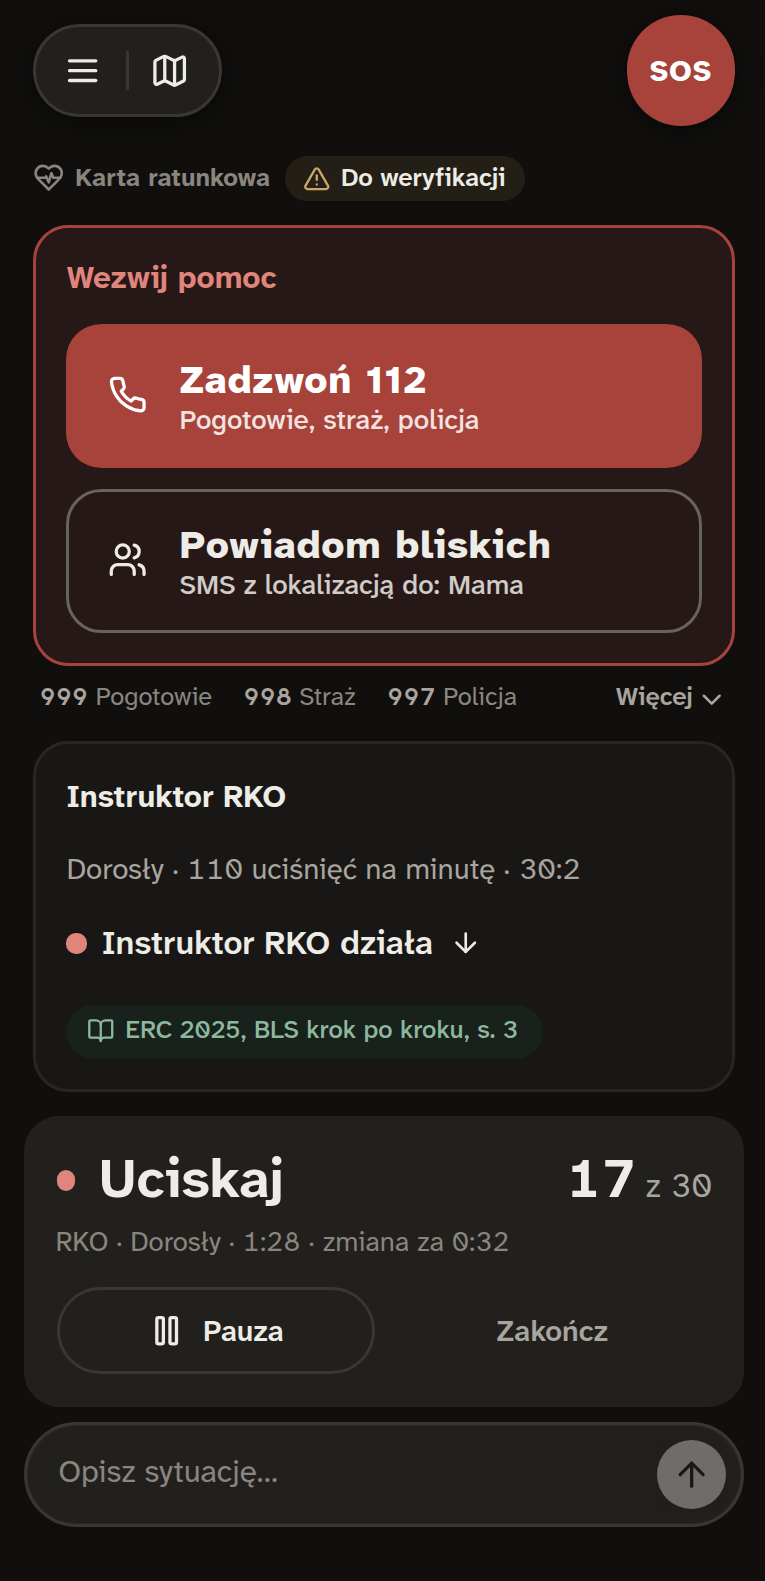 SOS
Karta ratunkowa
Do weryfikacji
Wezwij pomoc
Zadzwoń 112
Pogotowie, straż, policja
Powiadom bliskich
SMS z lokalizacją do: Mama
999 Pogotowie 998 Straż 997 Policja Więcej
Instruktor RKO
Dorosły · 110 uciśnięć na minutę · 30:2
Instruktor RKO działa
ERC 2025, BLS krok po kroku, s. 3
Uciskaj 17 z 30
RKO · Dorosły · 1:28 · zmiana za 0:32
Pauza Zakończ
Opisz sytuację...